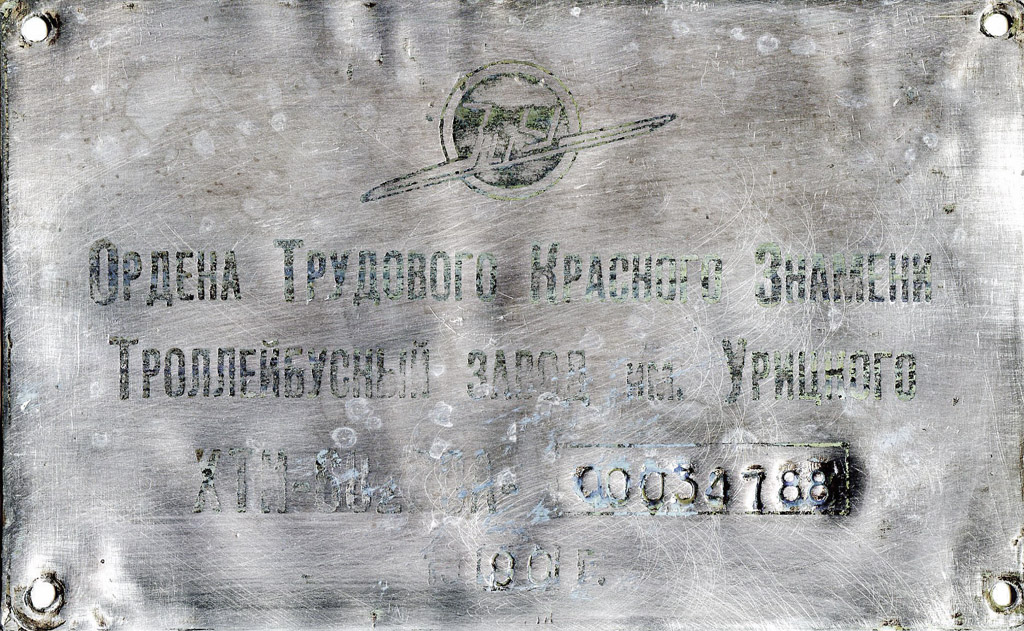 Ордена Трудового Красного Знамени
Троллейбусный завод им. Урицкого
00034788